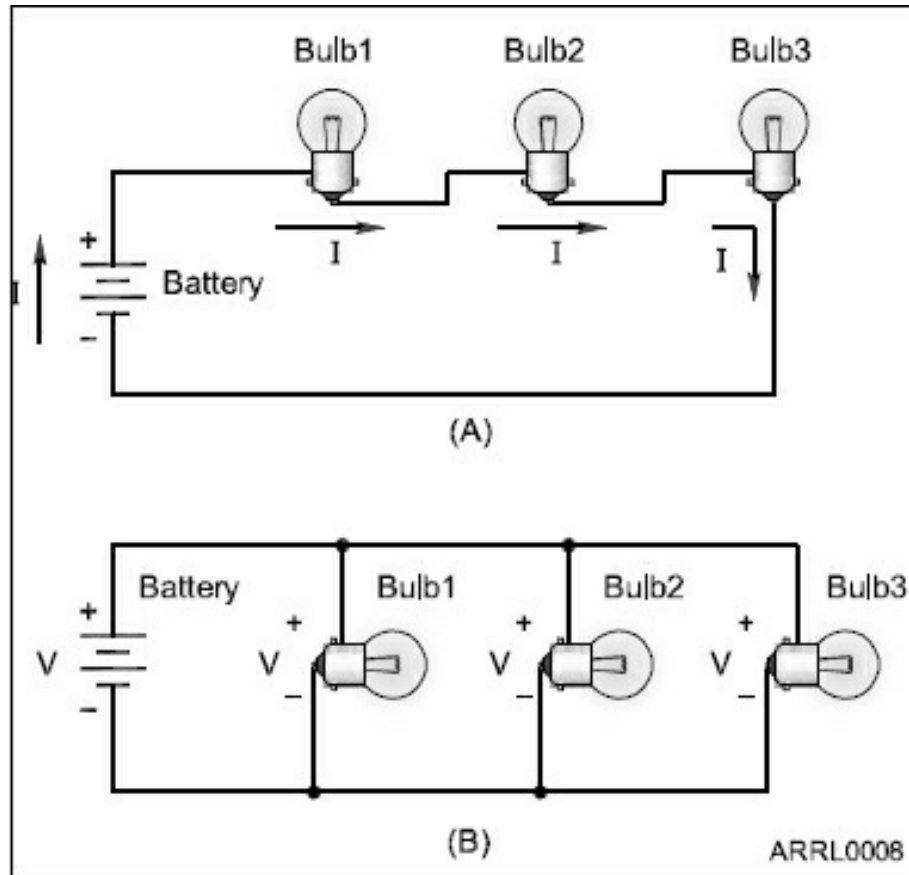 Bulb1 Bulb2 Bulb3
+
I I I
I Battery
−
(A)
Battery Bulb1 Bulb2 Bulb3
+ + + +
V V V V
− − − −
(B)
ARRL0008